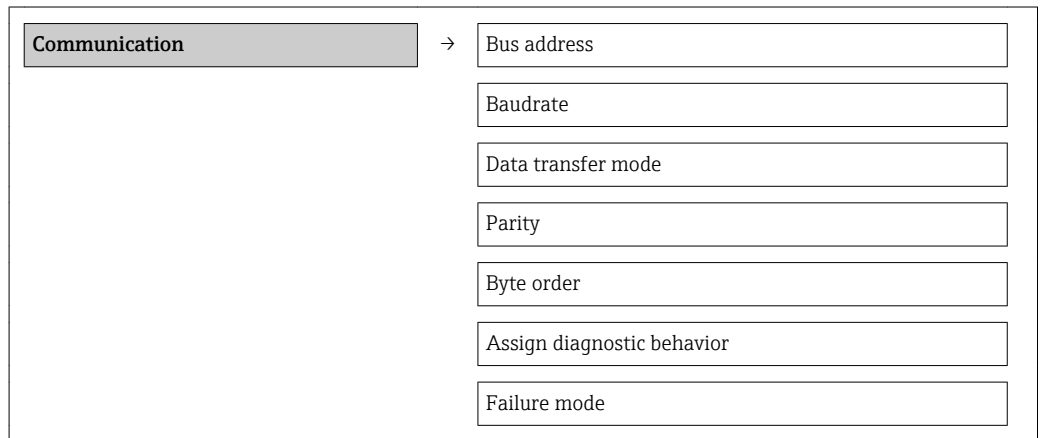 Communication → Bus address
Baudrate
Data transfer mode
Parity
Byte order
Assign diagnostic behavior
Failure mode